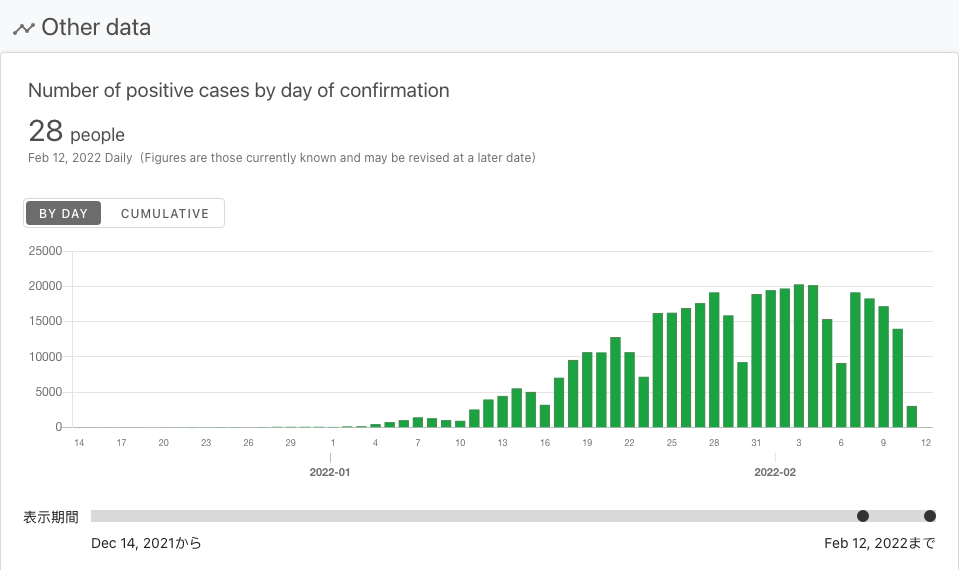 Other data
Number of positive cases by day of confirmation
28 people
Feb 12, 2022 Daily (Figures are those currently known and may be revised at a later date)
BY DAY CUMULATIVE
25000
20000
15000
10000
5000
0
14 17 20 23 26 29 1 4 7 10 13 16 19 22 25 28 31 3 6 9 12
2022-01 2022-02
表示期間
Dec 14, 2021から Feb 12, 2022まで